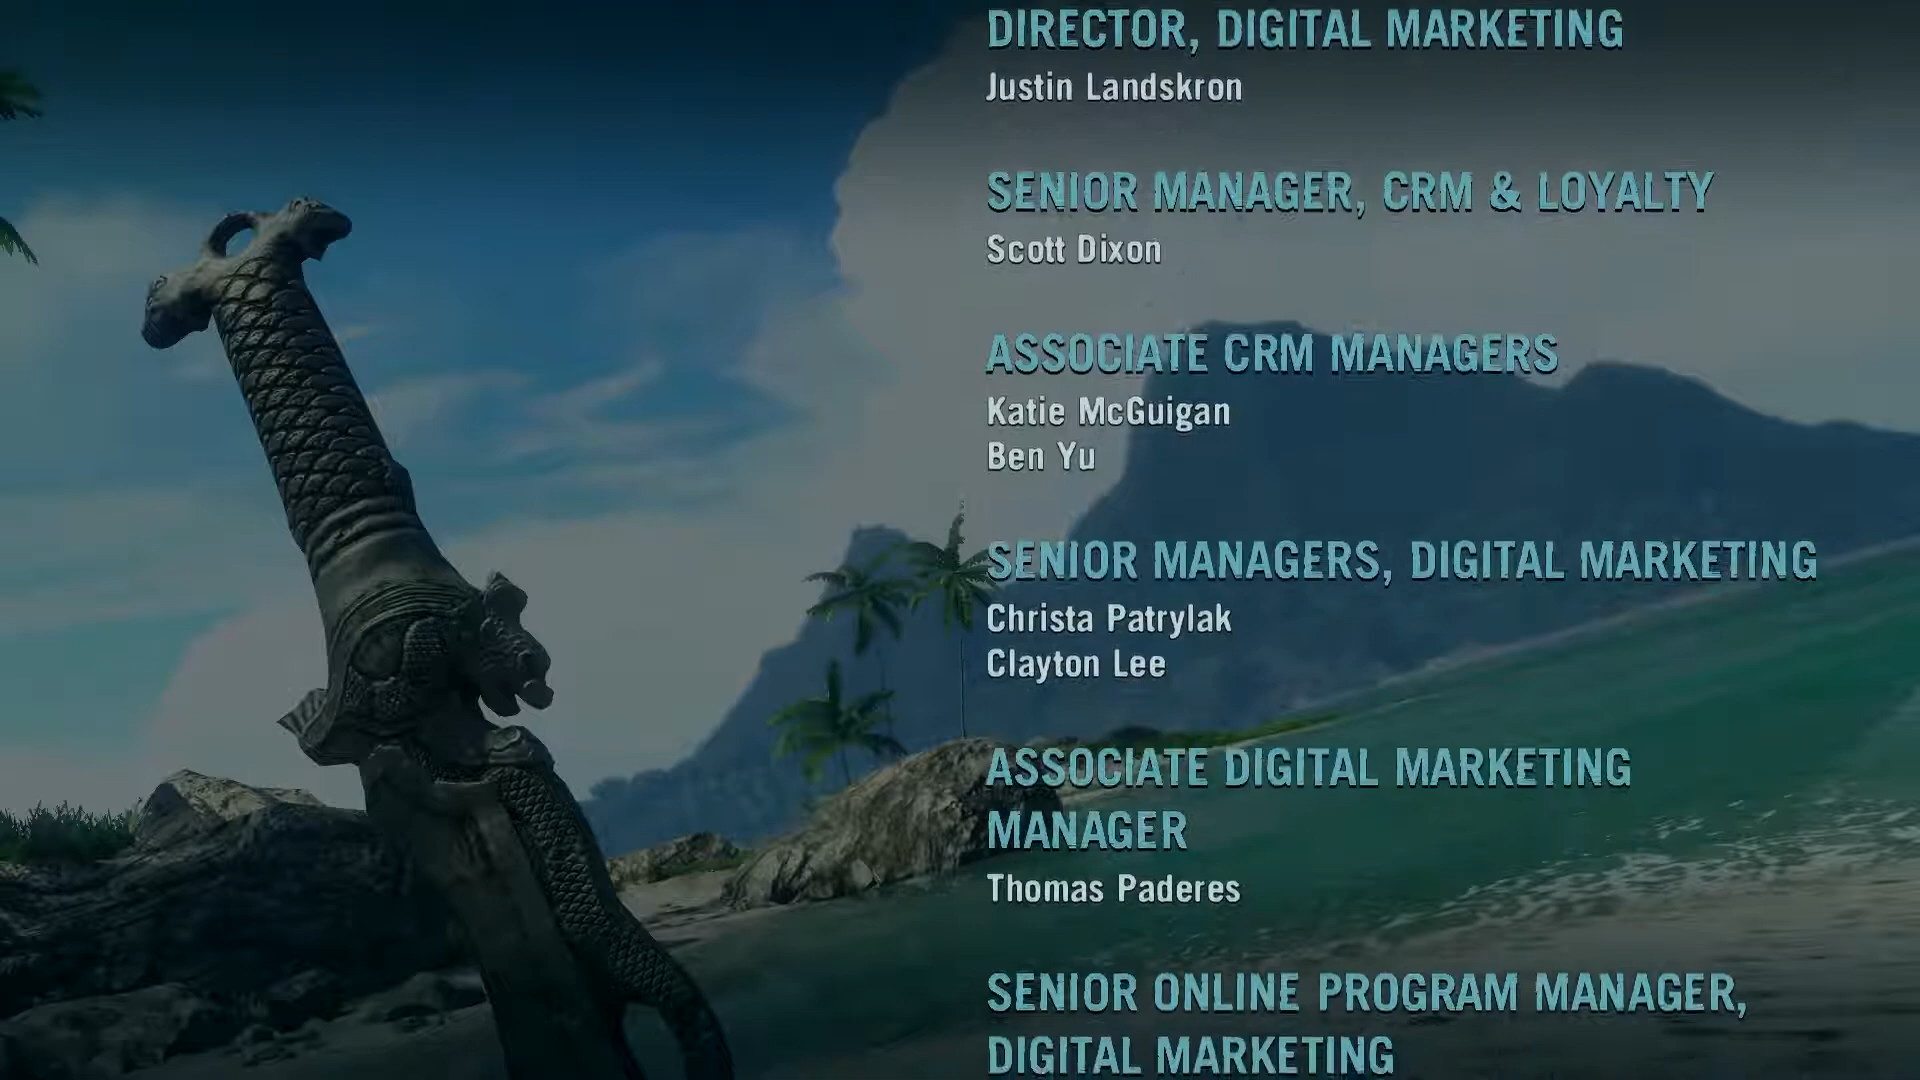 DIRECTOR, DIGITAL MARKETING
Justin Landskron
SENIOR MANAGER, CRM & LOYALTY
Scott Dixon
ASSOCIATE CRM MANAGERS
Katie McGuigan
Ben Yu
SENIOR MANAGERS, DIGITAL MARKETING
Christa Patrylak
Clayton Lee
ASSOCIATE DIGITAL MARKETING
MANAGER
Thomas Paderes
SENIOR ONLINE PROGRAM MANAGER,
DIGITAL MARKETING